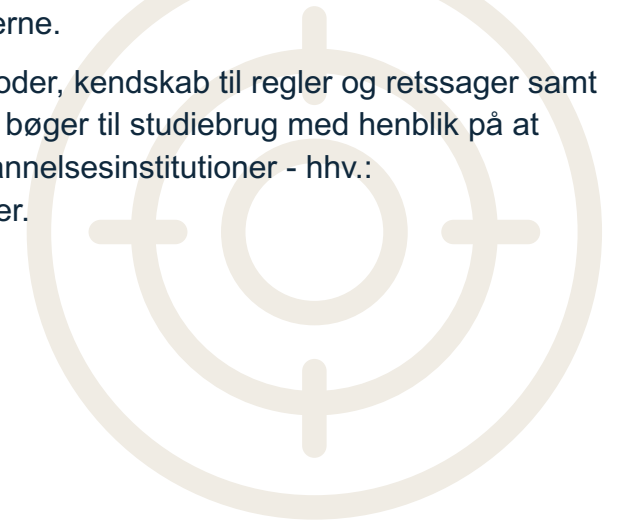 erne.
oder, kendskab til regler og retssager samt
bøger til studiebrug med henblik på at
annelsesinstitutioner - hhv.:
er.